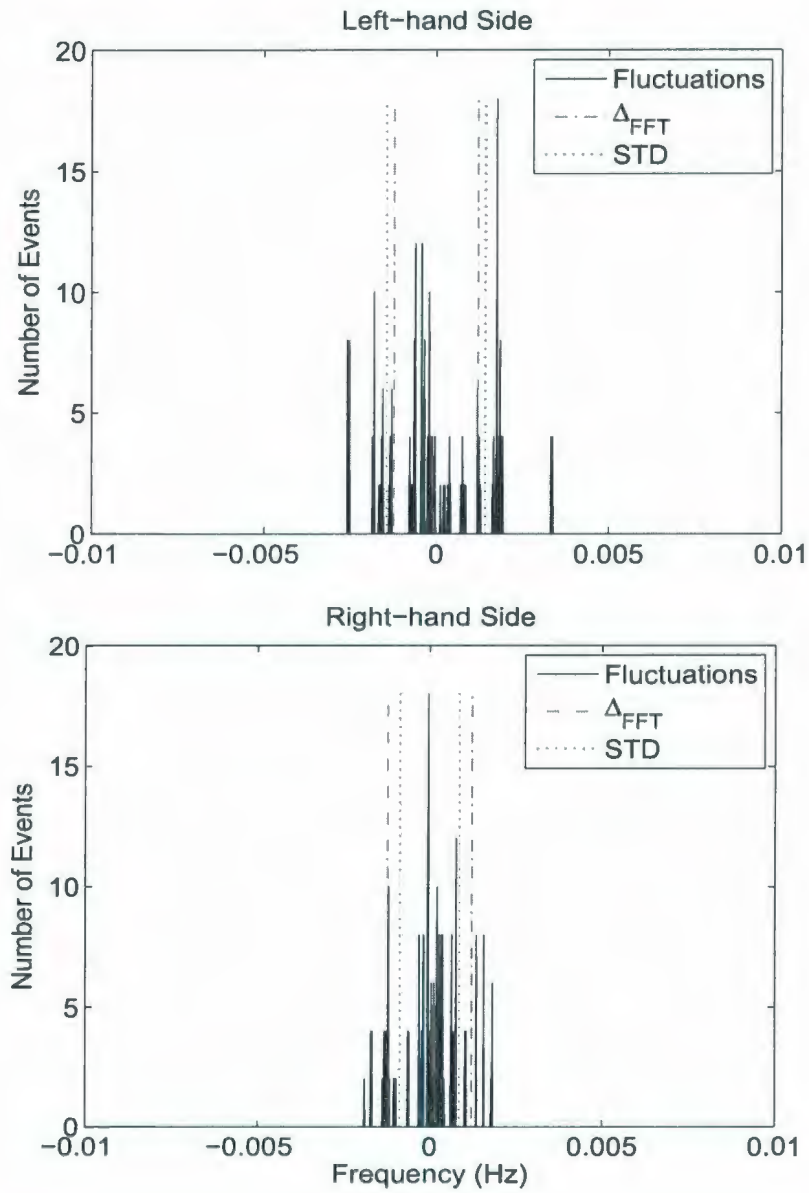 Left-hand Side
20
15
10
5
0
Number of Events
Fluctuations
Δ_FFT
STD
−0.01
−0.005
0
0.005
0.01
Right-hand Side
20
15
10
5
0
Number of Events
Fluctuations
Δ_FFT
STD
−0.01
−0.005
0
0.005
0.01
Frequency (Hz)